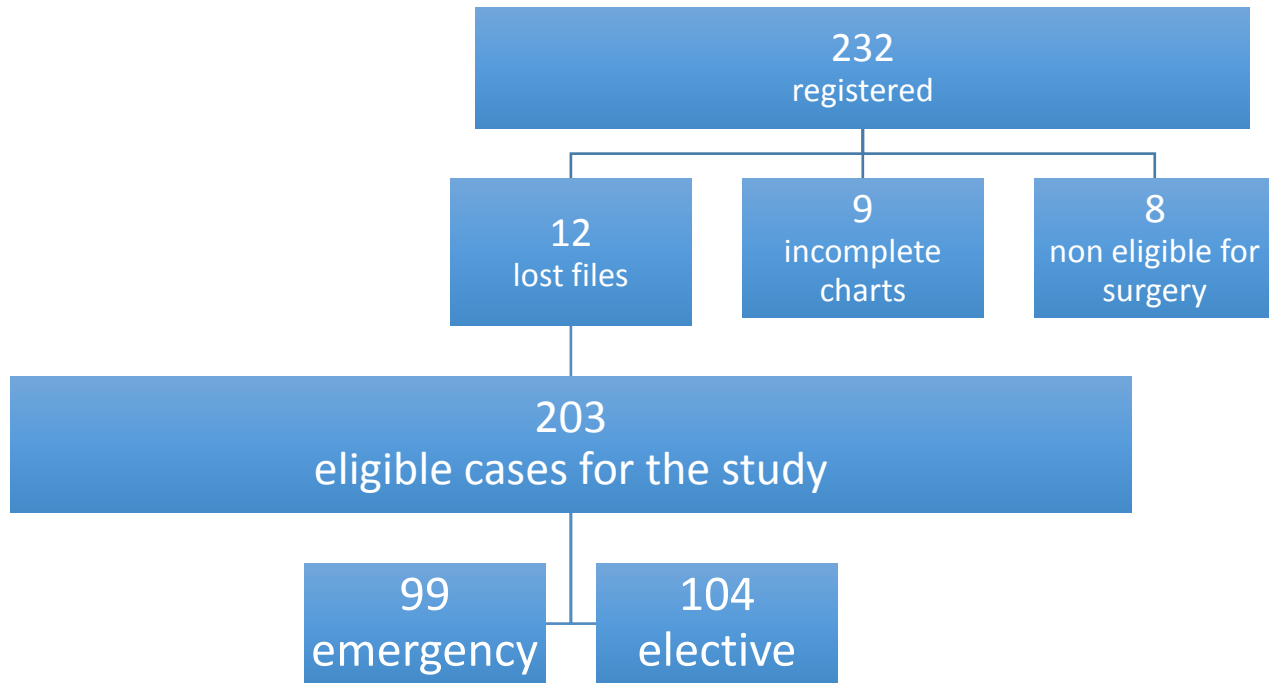 232
registered
12
lost files
9
incomplete
charts
8
non eligible for
surgery
203
eligible cases for the study
99
emergency
104
elective